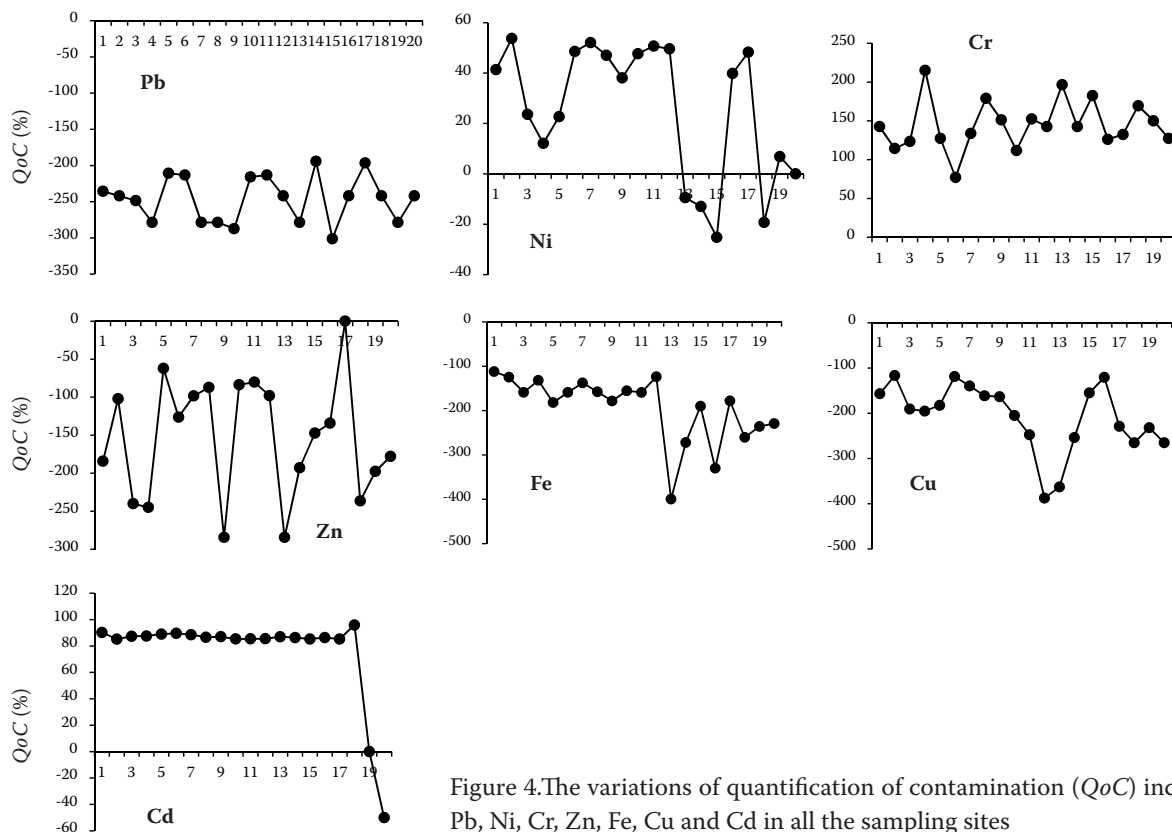 0
-50
-100
-150
-200
-250
-300
-350
QoC (%)
1 2 3 4 5 6 7 8 9 10 11 12 13 14 15 16 17 18 19 20
Pb
60
40
20
0
-20
-40
1 3 5 7 9 11 13 15 17 19
Ni
250
200
150
100
50
0
1 3 5 7 9 11 13 15 17 19
Cr
0
-50
-100
-150
-200
-250
-300
QoC (%)
1 3 5 7 9 11 13 15 17 19
Zn
0
-100
-200
-300
-400
-500
1 3 5 7 9 11 13 15 17 19
Fe
0
-100
-200
-300
-400
-500
1 3 5 7 9 11 13 15 17 19
Cu
120
100
80
60
40
20
0
-20
-40
-60
QoC (%)
1 3 5 7 9 11 13 15 17 19
Cd
Figure 4.The variations of quantification of contamination (QoC) inc
Pb, Ni, Cr, Zn, Fe, Cu and Cd in all the sampling sites